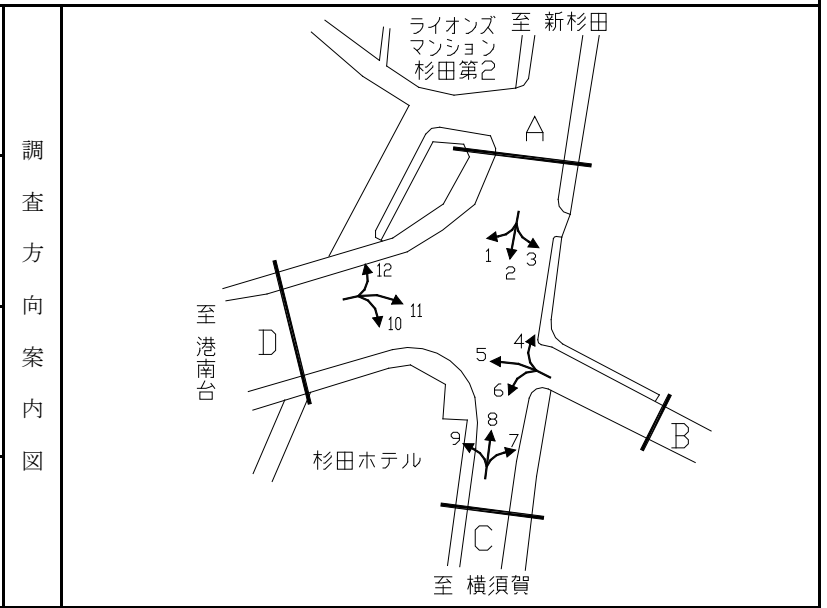 調査方向案内図
ライオンズ
マンション
杉田第2
至 新杉田
A
1
2
3
12
11
10
至 港南台
D
4
5
6
B
杉田ホテル
9
8
7
C
至 横須賀